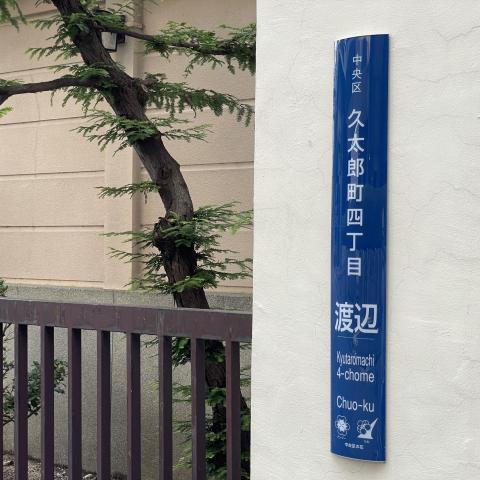 中央区
久太郎町四丁目
渡辺
Kyutaromachi
4-chome
Chuo-ku